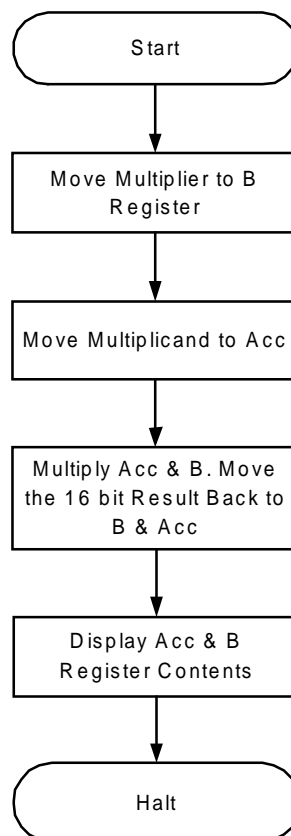 Start
Move Multiplier to B
Register
Move Multiplicand to Acc
Multiply Acc & B. Move
the 16 bit Result Back to
B & Acc
Display Acc & B
Register Contents
Halt